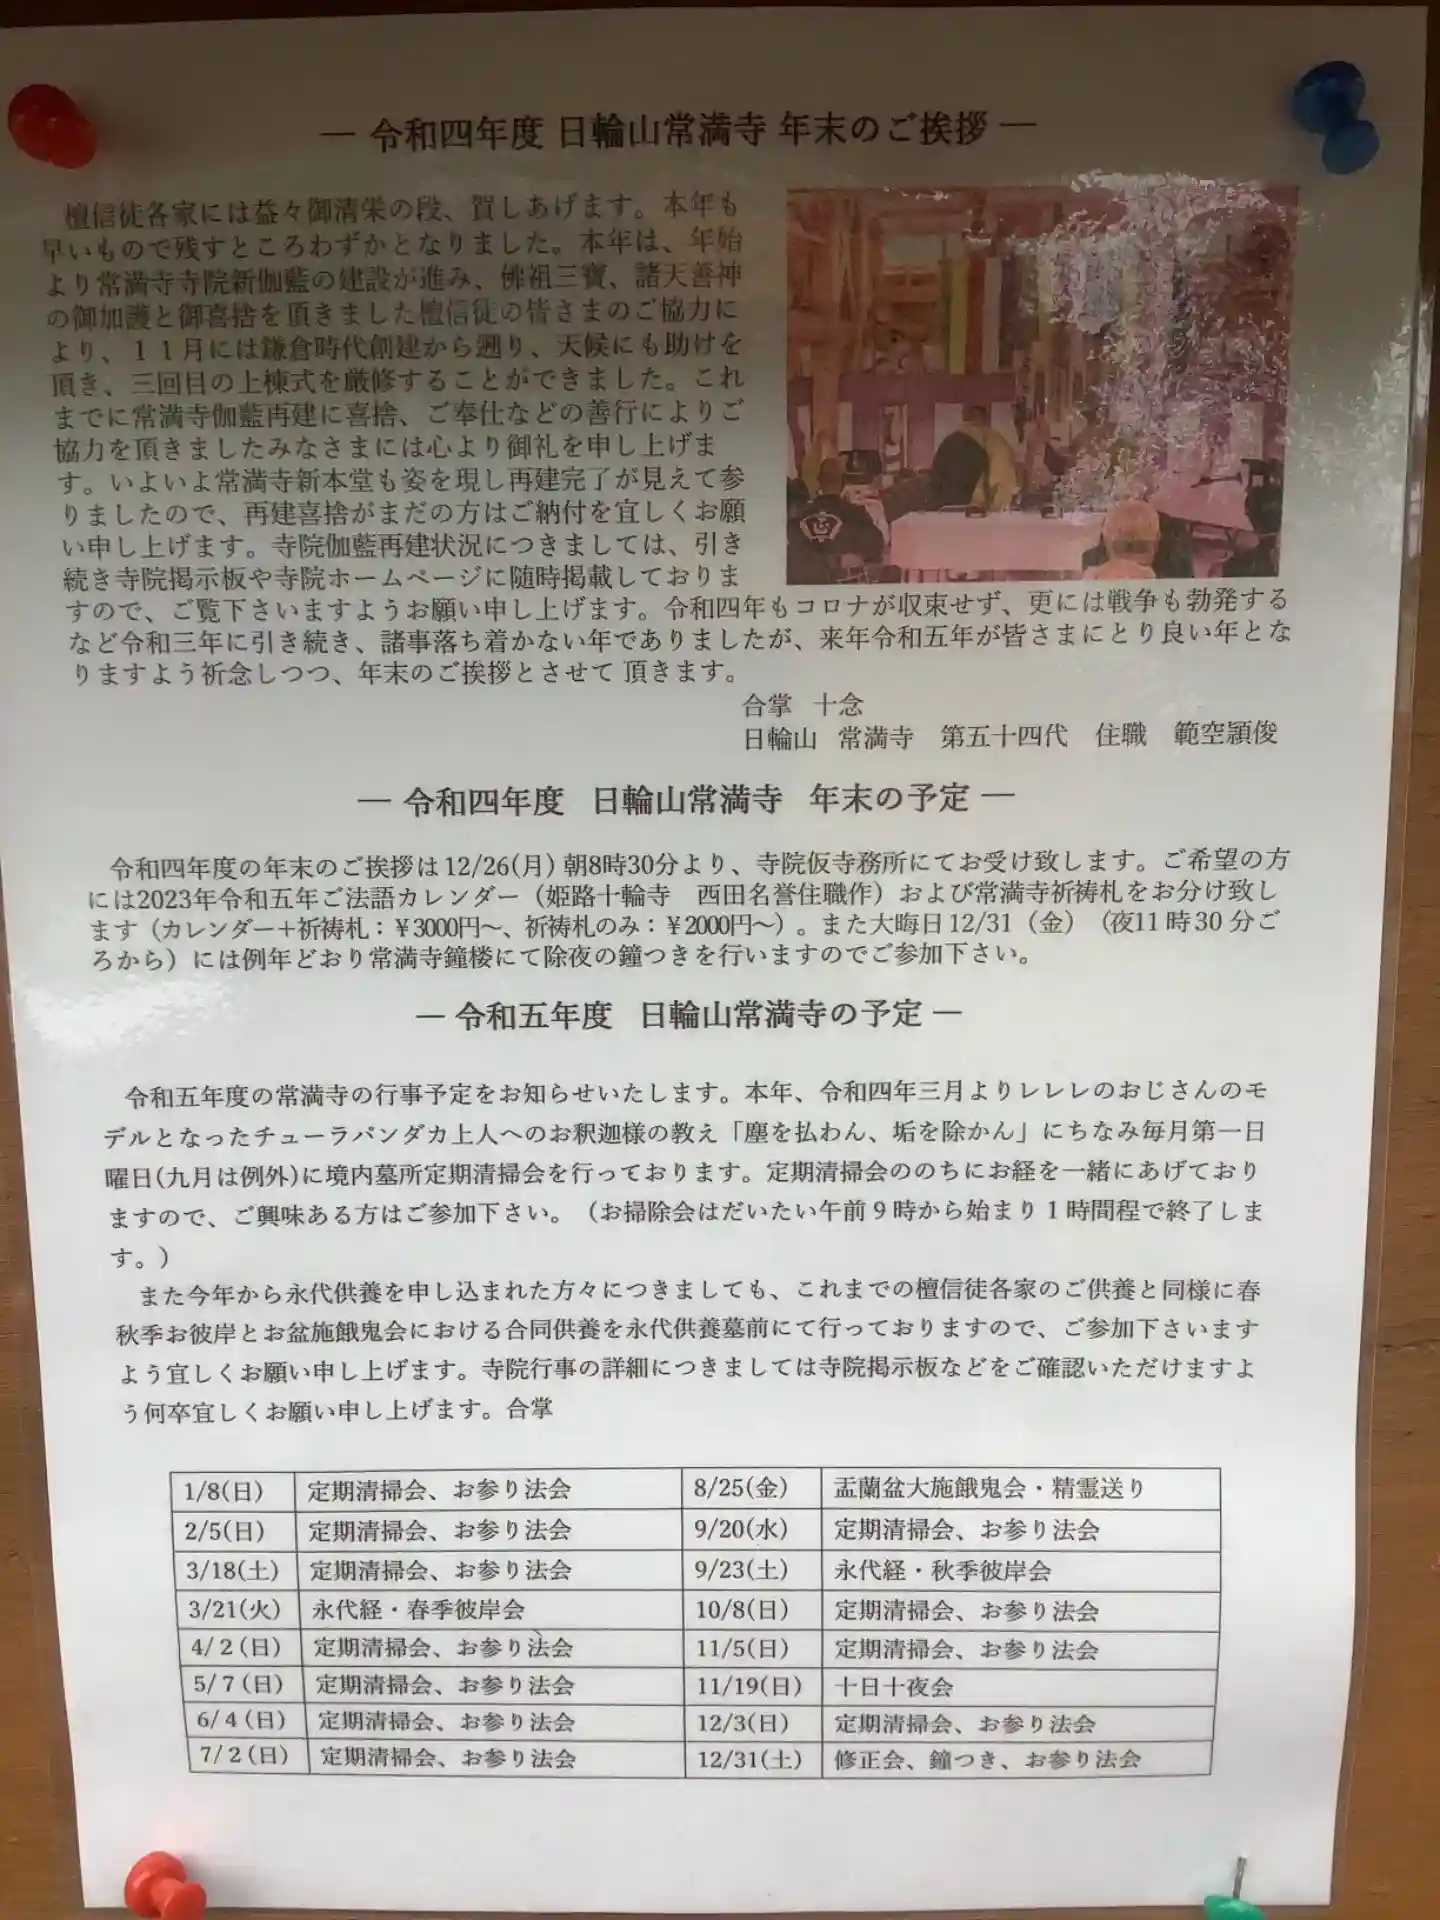 ― 令和四年度 日輪山常満寺 年末のご挨拶 ―
檀信徒各家には益々御清栄の段、賀しあげます。本年も
早いもので残すところわずかとなりました。本年は、年始
より常満寺寺院新伽藍の建設が進み、佛祖三寶、諸天善神
の御加護と御喜捨を頂きました檀信徒の皆さまのご協力に
より、11月には鎌倉時代創建から遡り、天候にも助けを
頂き、三回目の上棟式を厳修することができました。これ
までに常満寺伽藍再建に喜捨、ご奉仕などの善行によりご
協力を頂きましたみなさまには心より御礼を申し上げま
す。いよいよ常満寺新本堂も姿を現し再建完了が見えて参
りましたので、再建喜捨がまだの方はご納付を宜しくお願
い申し上げます。寺院伽藍再建状況につきましては、引き
続き寺院掲示板や寺院ホームページに随時掲載しておりま
すので、ご覧下さいますようお願い申し上げます。令和四年もコロナが収束せず、更には戦争も勃発する
など令和三年に引き続き、諸事落ち着かない年でありましたが、来年令和五年が皆さまにとり良い年とな
りますよう祈念しつつ、年末のご挨拶とさせて 頂きます。
合掌 十念
日輪山 常満寺 第五十四代 住職 範空頴俊
― 令和四年度 日輪山常満寺 年末の予定 ―
令和四年度の年末のご挨拶は12/26(月) 朝8時30分より、寺院仮寺務所にてお受け致します。ご希望の方
には2023年令和五年ご法語カレンダー（姫路十輪寺 西田名誉住職作）および常満寺祈祷札をお分け致し
ます（カレンダー＋祈祷札：￥3000円～、祈祷札のみ：￥2000円～）。また大晦日12/31（金）（夜11時30分ご
ろから）には例年どおり常満寺鐘楼にて除夜の鐘つきを行いますのでご参加下さい。
― 令和五年度 日輪山常満寺の予定 ―
令和五年度の常満寺の行事予定をお知らせいたします。本年、令和四年三月よりレレレのおじさんのモ
デルとなったチューラパンダカ上人へのお釈迦様の教え「塵を払わん、垢を除かん」にちなみ毎月第一日
曜日(九月は例外)に境内墓所定期清掃会を行っております。定期清掃会ののちにお経を一緒にあげており
ますので、ご興味ある方はご参加下さい。（お掃除会はだいたい午前９時から始まり１時間程で終了しま
す。）
また今年から永代供養を申し込まれた方々につきましても、これまでの檀信徒各家のご供養と同様に春
秋季お彼岸とお盆施餓鬼会における合同供養を永代供養墓前にて行っておりますので、ご参加下さいます
よう宜しくお願い申し上げます。寺院行事の詳細につきましては寺院掲示板などをご確認いただけますよ
う何卒宜しくお願い申し上げます。合掌
1/8(日) 定期清掃会、お参り法会 8/25(金) 盂蘭盆大施餓鬼会・精霊送り
2/5(日) 定期清掃会、お参り法会 9/20(水) 定期清掃会、お参り法会
3/18(土) 定期清掃会、お参り法会 9/23(土) 永代経・秋季彼岸会
3/21(火) 永代経・春季彼岸会 10/8(日) 定期清掃会、お参り法会
4/2(日) 定期清掃会、お参り法会 11/5(日) 定期清掃会、お参り法会
5/7(日) 定期清掃会、お参り法会 11/19(日) 十日十夜会
6/4(日) 定期清掃会、お参り法会 12/3(日) 定期清掃会、お参り法会
7/2(日) 定期清掃会、お参り法会 12/31(土) 修正会、鐘つき、お参り法会